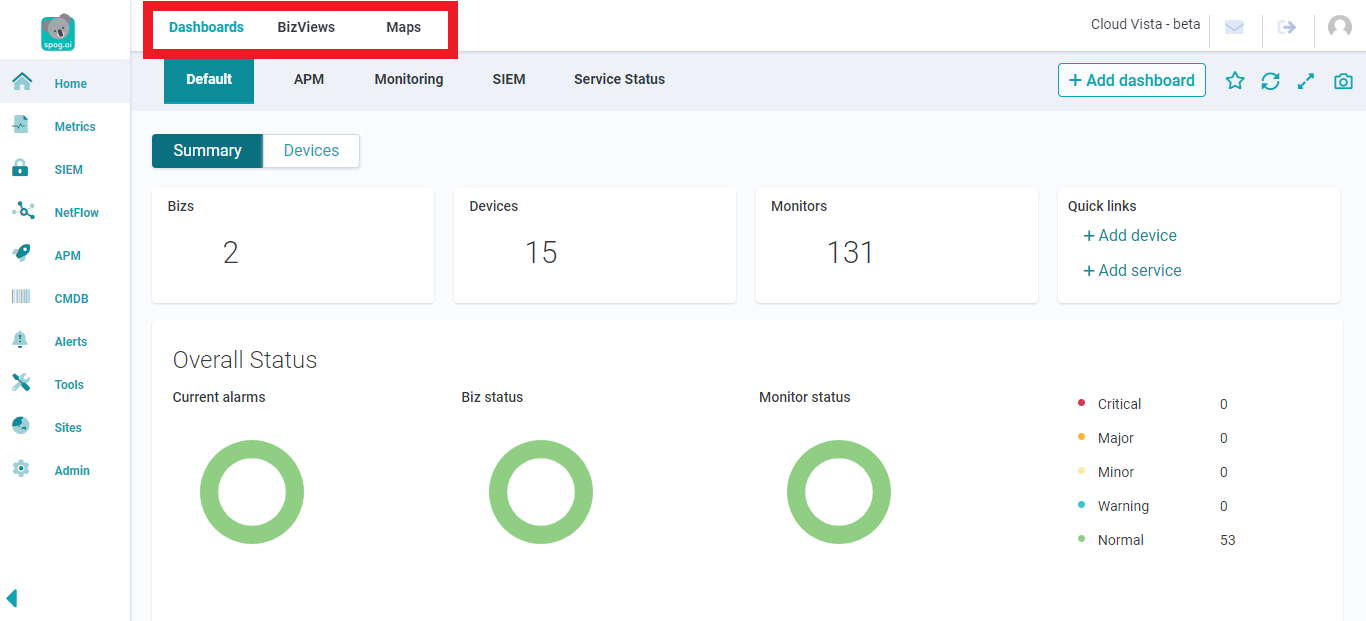 spog.ai
Dashboards BizViews Maps
Cloud Vista - beta
Home
Metrics
SIEM
NetFlow
APM
CMDB
Alerts
Tools
Sites
Admin
Default APM Monitoring SIEM Service Status
+ Add dashboard
Summary Devices
Bizs
2
Devices
15
Monitors
131
Quick links
+ Add device
+ Add service
Overall Status
Current alarms
Biz status
Monitor status
Critical 0
Major 0
Minor 0
Warning 0
Normal 53